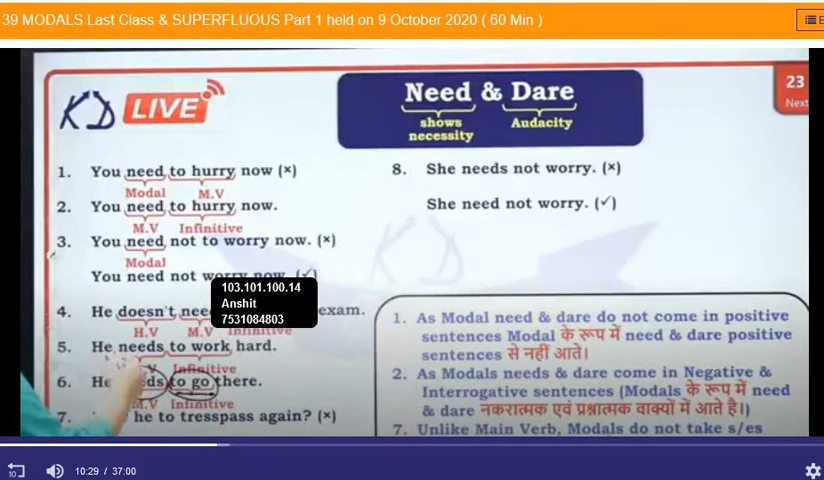 39 MODALS Last Class & SUPERFLUOUS Part 1 held on 9 October 2020 ( 60 Min )
KD LIVE
Need & Dare
shows necessity
Audacity
23
Next
1. You need to hurry now (×)
Modal M.V
2. You need to hurry now.
M.V Infinitive
3. You need not to worry now. (×)
Modal
You need not worry now. (✓)
103.101.100.14
Anshit
7531084803
4. He doesn't exam.
H.V M.V Infinitive
5. He needs to work hard.
Infinitive
6. He to go there.
M.V Infinitive
7. he to tresspass again? (×)
8. She needs not worry. (×)
She need not worry. (✓)
1. As Modal need & dare do not come in positive
sentences Modal के रूप में need & dare positive
sentences से नहीं आते।
2. As Modals needs & dare come in Negative &
Interrogative sentences (Modals के रूप में need
& dare नकरात्मक एवं प्रश्नात्मक वाक्यों में आते है।)
7. Unlike Main Verb, Modals do not take s/es
10
10:29 / 37:00